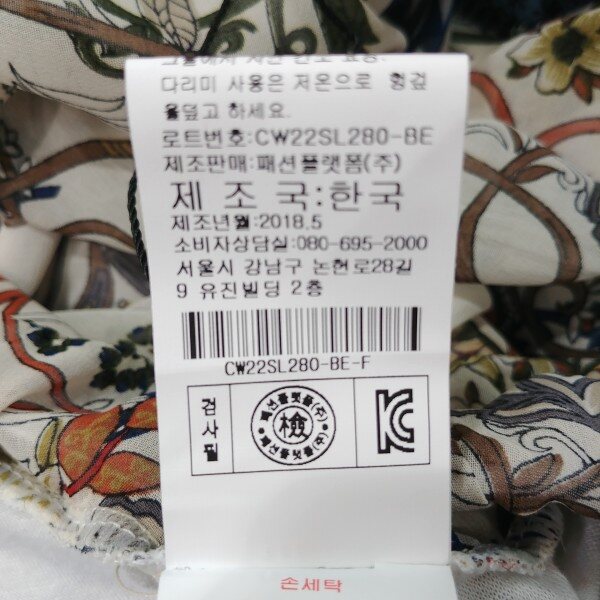 다리미 사용은 저온으로 헝겊
을덮고 하세요.
로트번호:CW22SL280-BE
제조판매:패션플랫폼(주)
제 조 국:한국
제조년월:2018.5
소비자상담실:080-695-2000
서울시 강남구 논현로28길
9 유진빌딩 2층
CW22SL280-BE-F
검사필
패션플랫폼(주)
檢
패션플랫폼(주)
KC
손세탁